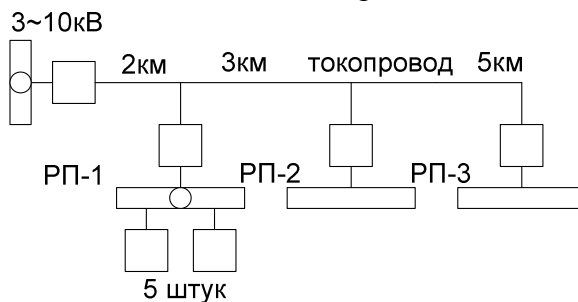 3~10кВ
2км 3км токопровод 5км
РП-1 РП-2 РП-3
5 штук